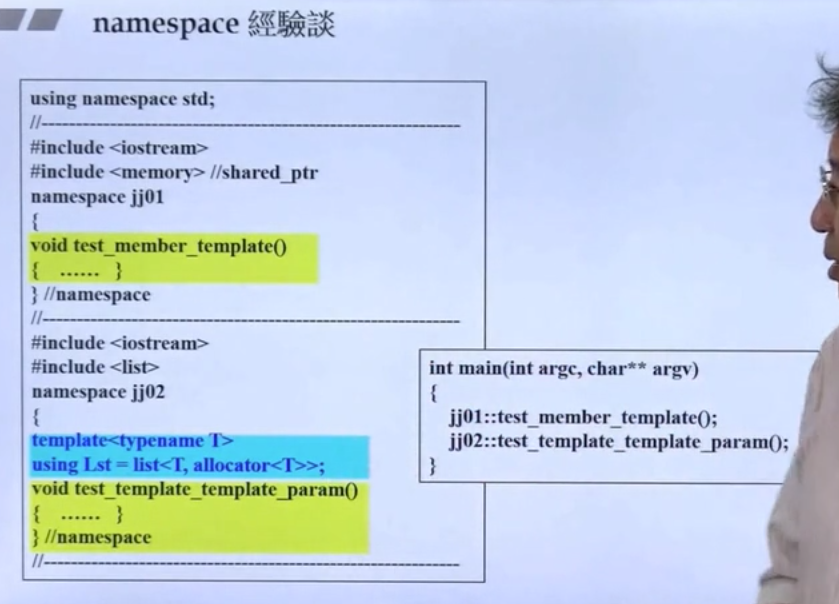 namespace 經驗談
using namespace std;
//----------------------------------------------------------------
#include <iostream>
#include <memory> //shared_ptr
namespace jj01
{
void test_member_template()
{ ...... }
} //namespace
//----------------------------------------------------------------
#include <iostream>
#include <list>
namespace jj02
{
template<typename T>
using Lst = list<T, allocator<T>>;
void test_template_template_param()
{ ...... }
} //namespace
//----------------------------------------------------------------
int main(int argc, char** argv)
{
jj01::test_member_template();
jj02::test_template_template_param();
}